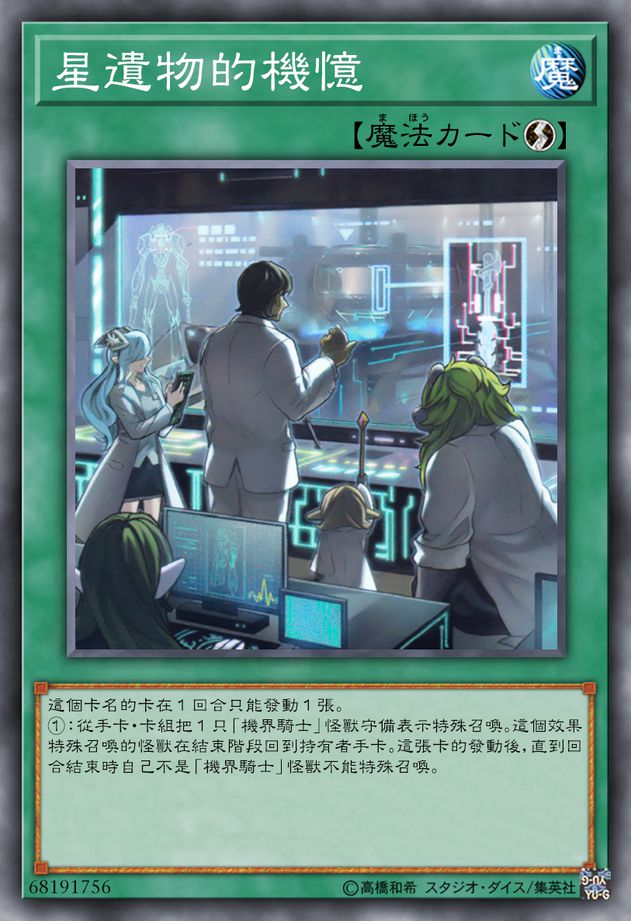 星遺物的機憶
魔
ま ほう
【魔法カード】
這個卡名的卡在1回合只能發動1張。
①:從手卡·卡組把1只「機界騎士」怪獸守備表示特殊召喚。這個效果
特殊召喚的怪獸在結束階段回到持有者手卡。這張卡的發動後,直到回
合結束時自己不是「機界騎士」怪獸不能特殊召喚。
68191756
©高橋和希 スタジオ・ダイス/集英社